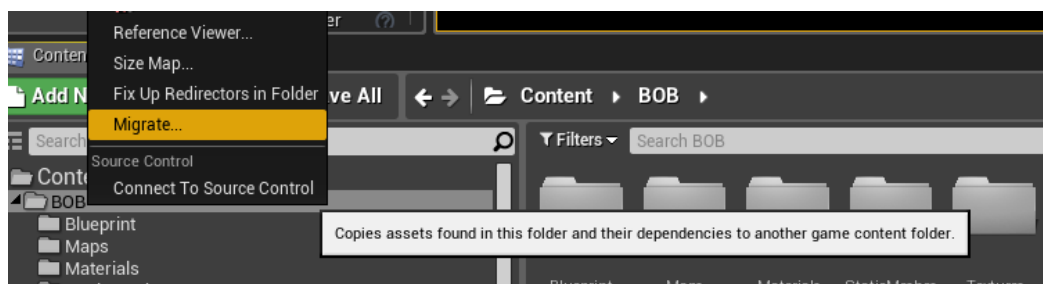 er
Reference Viewer...
Conten
Size Map...
Add N
Fix Up Redirectors in Folder
ve All
Content
BOB
Migrate...
Search
Filters
Search BOB
Source Control
Conte
Connect To Source Control
BOB
Blueprint
Copies assets found in this folder and their dependencies to another game content folder.
Maps
Materials